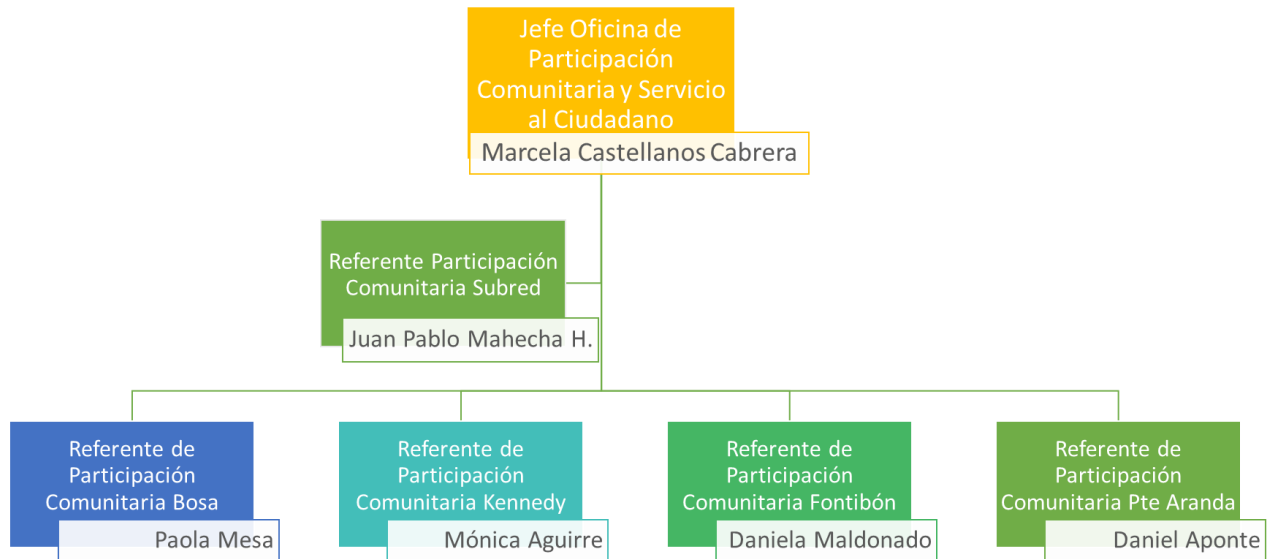 Jefe Oficina de
Participación
Comunitaria y Servicio
al Ciudadano
Marcela Castellanos Cabrera
Referente Participación
Comunitaria Subred
Juan Pablo Mahecha H.
Referente de
Participación
Comunitaria Bosa
Paola Mesa
Referente de
Participación
Comunitaria Kennedy
Mónica Aguirre
Referente de
Participación
Comunitaria Fontibón
Daniela Maldonado
Referente de
Participación
Comunitaria Pte Aranda
Daniel Aponte